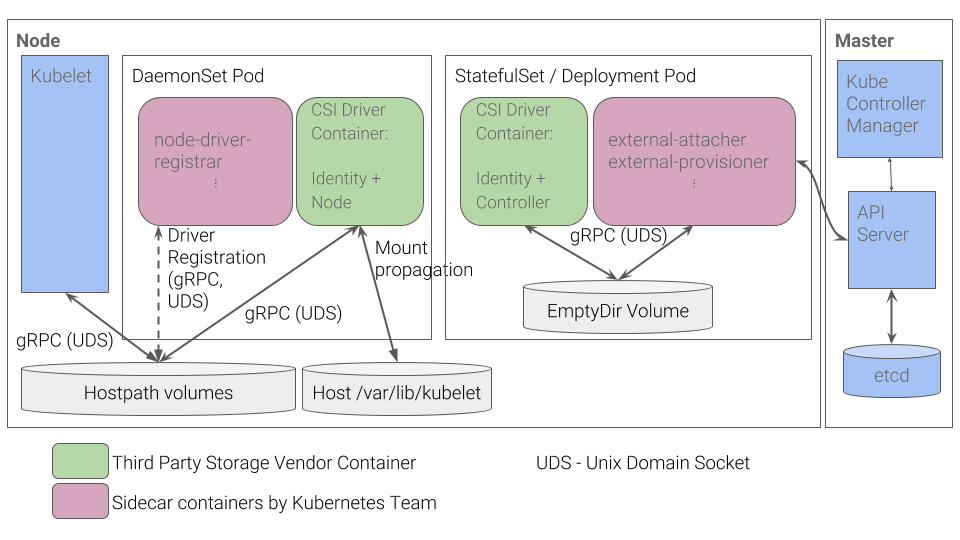 Node
Kubelet
DaemonSet Pod
node-driver-
registrar
⋮
CSI Driver
Container:
Identity +
Node
Driver
Registration
(gRPC,
UDS)
Mount
propagation
gRPC (UDS)
gRPC (UDS)
Hostpath volumes
Host /var/lib/kubelet
StatefulSet / Deployment Pod
CSI Driver
Container:
Identity +
Controller
external-attacher
external-provisioner
⋮
gRPC (UDS)
EmptyDir Volume
Master
Kube
Controller
Manager
API
Server
etcd
Third Party Storage Vendor Container
UDS - Unix Domain Socket
Sidecar containers by Kubernetes Team